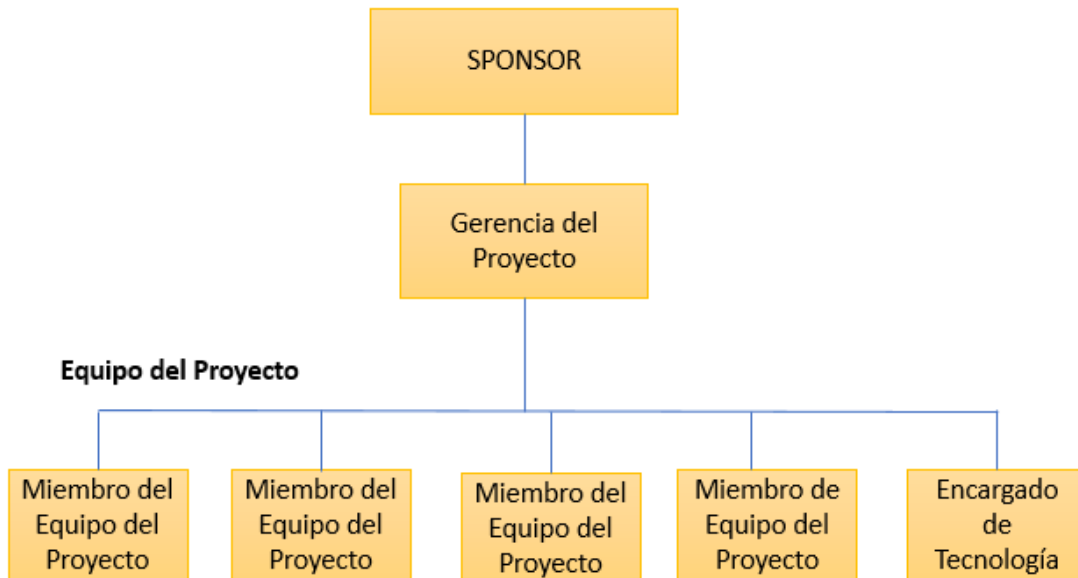 SPONSOR
Gerencia del
Proyecto
Equipo del Proyecto
Miembro del
Equipo del
Proyecto
Miembro del
Equipo del
Proyecto
Miembro del
Equipo del
Proyecto
Miembro de
Equipo del
Proyecto
Encargado
de
Tecnología